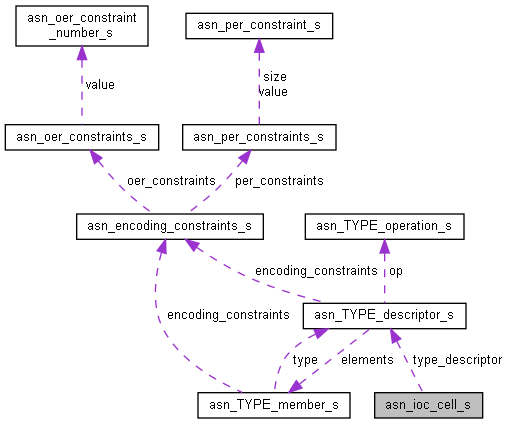 asn_oer_constraint
_number_s
asn_per_constraint_s
value
size
value
asn_oer_constraints_s
asn_per_constraints_s
oer_constraints
per_constraints
asn_encoding_constraints_s
asn_TYPE_operation_s
encoding_constraints
op
encoding_constraints
asn_TYPE_descriptor_s
type
elements
type_descriptor
asn_TYPE_member_s
asn_ioc_cell_s